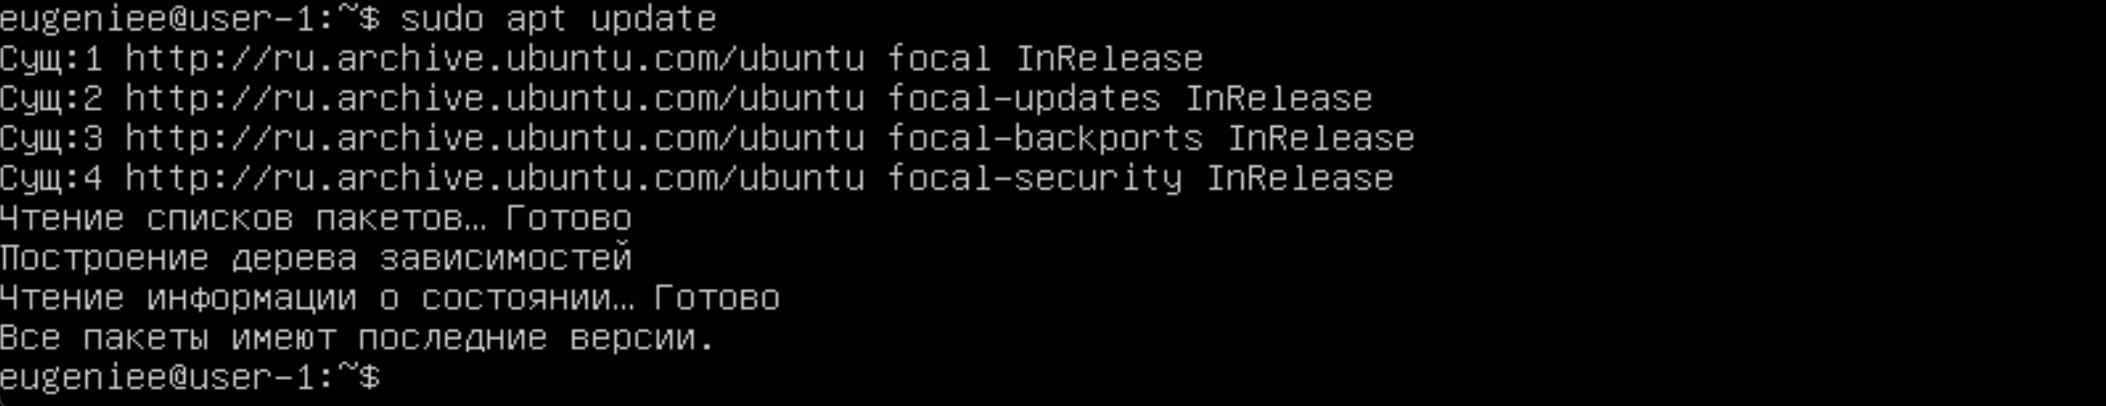 eugeniee@user-1:~$ sudo apt update
Сущ:1 http://ru.archive.ubuntu.com/ubuntu focal InRelease
Сущ:2 http://ru.archive.ubuntu.com/ubuntu focal-updates InRelease
Сущ:3 http://ru.archive.ubuntu.com/ubuntu focal-backports InRelease
Сущ:4 http://ru.archive.ubuntu.com/ubuntu focal-security InRelease
Чтение списков пакетов… Готово
Построение дерева зависимостей
Чтение информации о состоянии… Готово
Все пакеты имеют последние версии.
eugeniee@user-1:~$